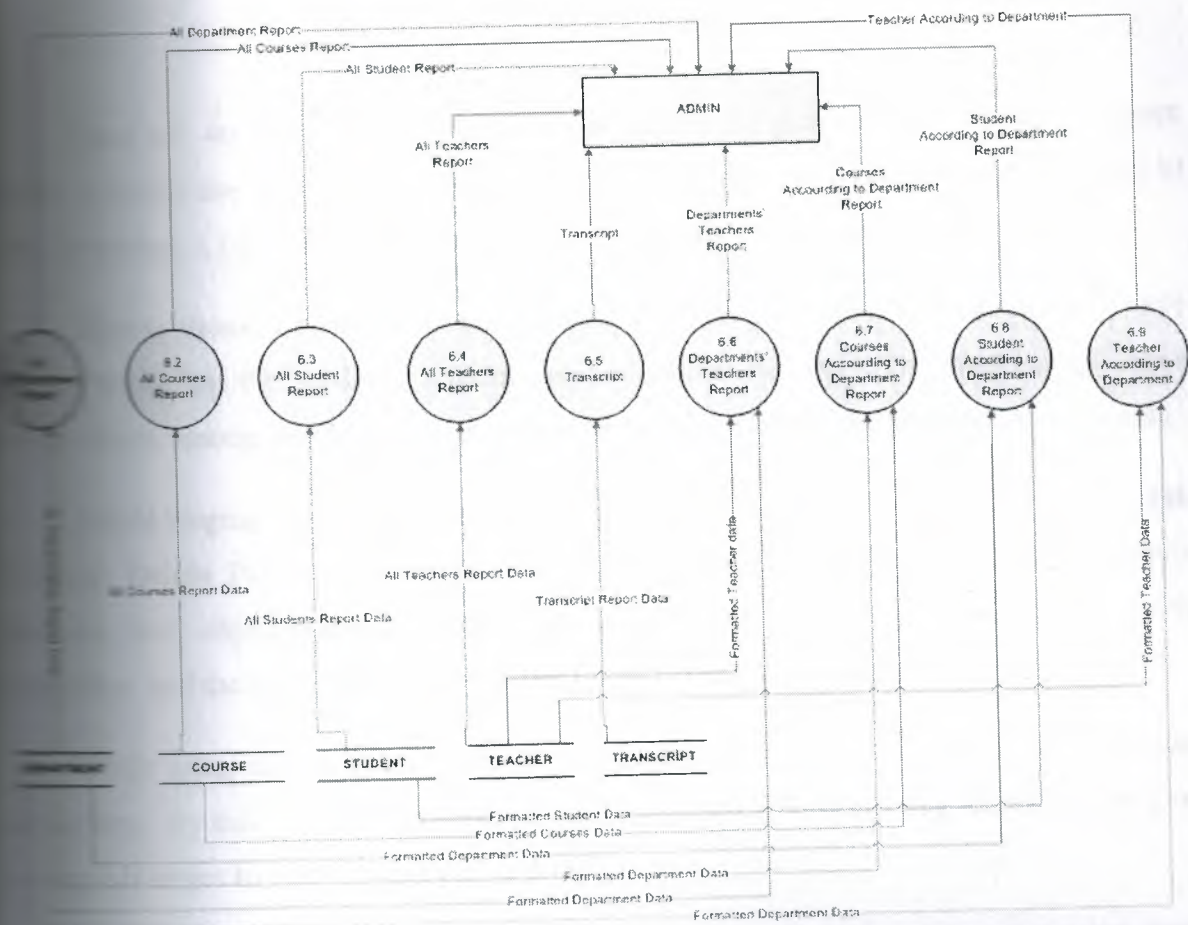 All Department Report
Teacher According to Department
All Courses Report
All Student Report
ADMIN
All Teachers
Report
Student
According to Department
Report
Courses
According to Department
Report
Transcript
Departments'
Teachers
Report
6.2
All Courses
Report
6.3
All Student
Report
6.4
All Teachers
Report
6.5
Transcript
6.6
Departments'
Teachers
Report
6.7
Courses
According to
Department
Report
6.8
Student
According to
Department
Report
6.9
Teacher
According to
Department
All Courses Report Data
All Students Report Data
All Teachers Report Data
Transcript Report Data
Formatted Teacher data
Formatted Teacher Data
DEPARTMENT
COURSE
STUDENT
TEACHER
TRANSCRIPT
Formatted Student Data
Formatted Courses Data
Formatted Department Data
Formatted Department Data
Formatted Department Data
Formatted Department Data